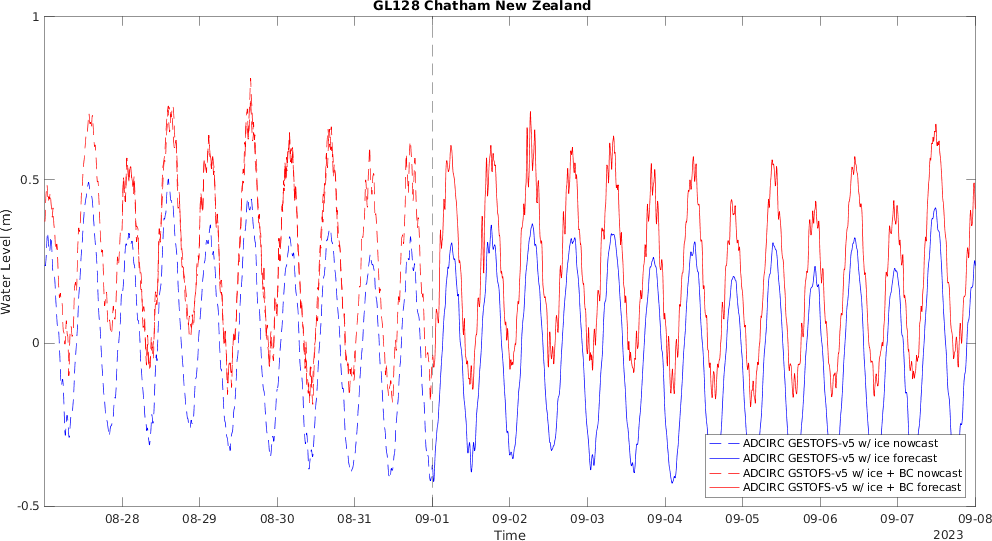 GL128 Chatham New Zealand
1
0.5
0
-0.5
Water Level (m)
ADCIRC GESTOFS-v5 w/ ice nowcast
ADCIRC GESTOFS-v5 w/ ice forecast
ADCIRC GSTOFS-v5 w/ ice + BC nowcast
ADCIRC GSTOFS-v5 w/ ice + BC forecast
08-28 08-29 08-30 08-31 09-01 09-02 09-03 09-04 09-05 09-06 09-07 09-08
Time
2023